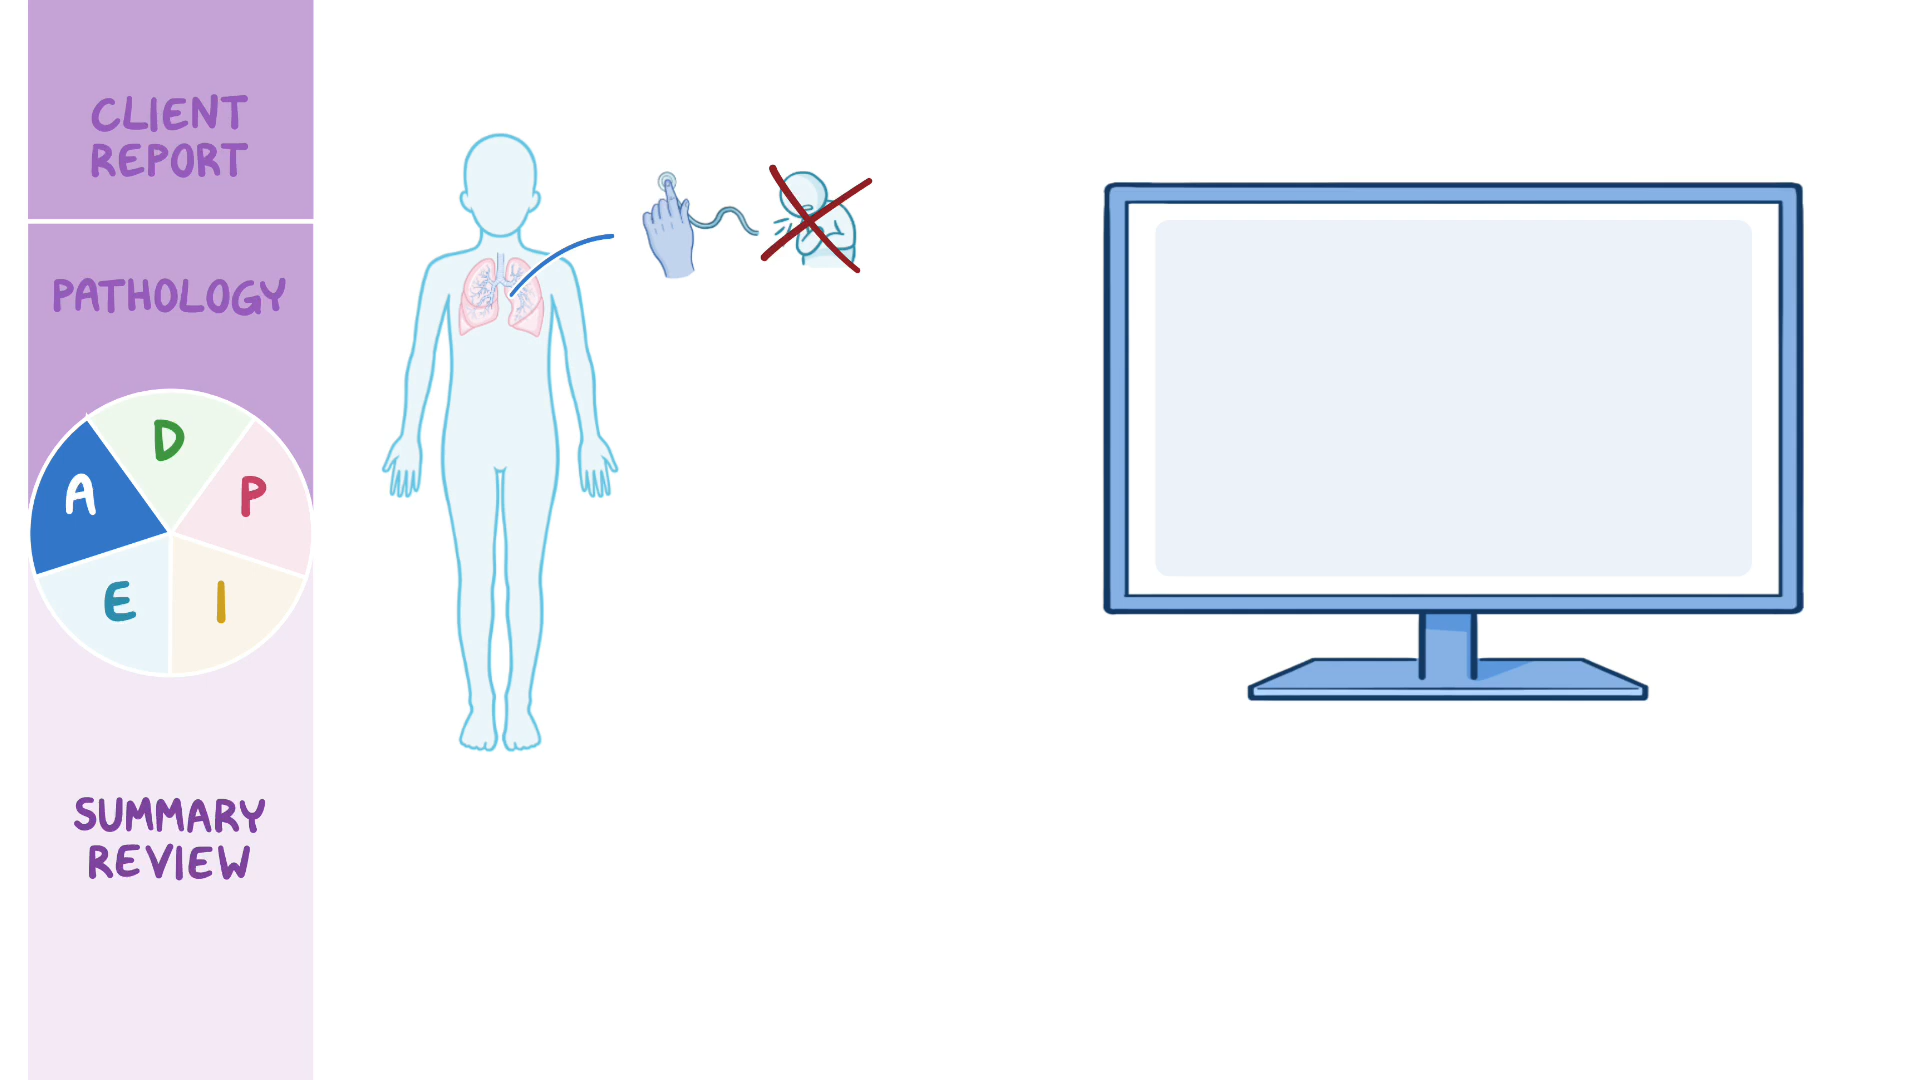 CLIENT
REPORT
PATHOLOGY
D
A
P
E
I
SUMMARY
REVIEW